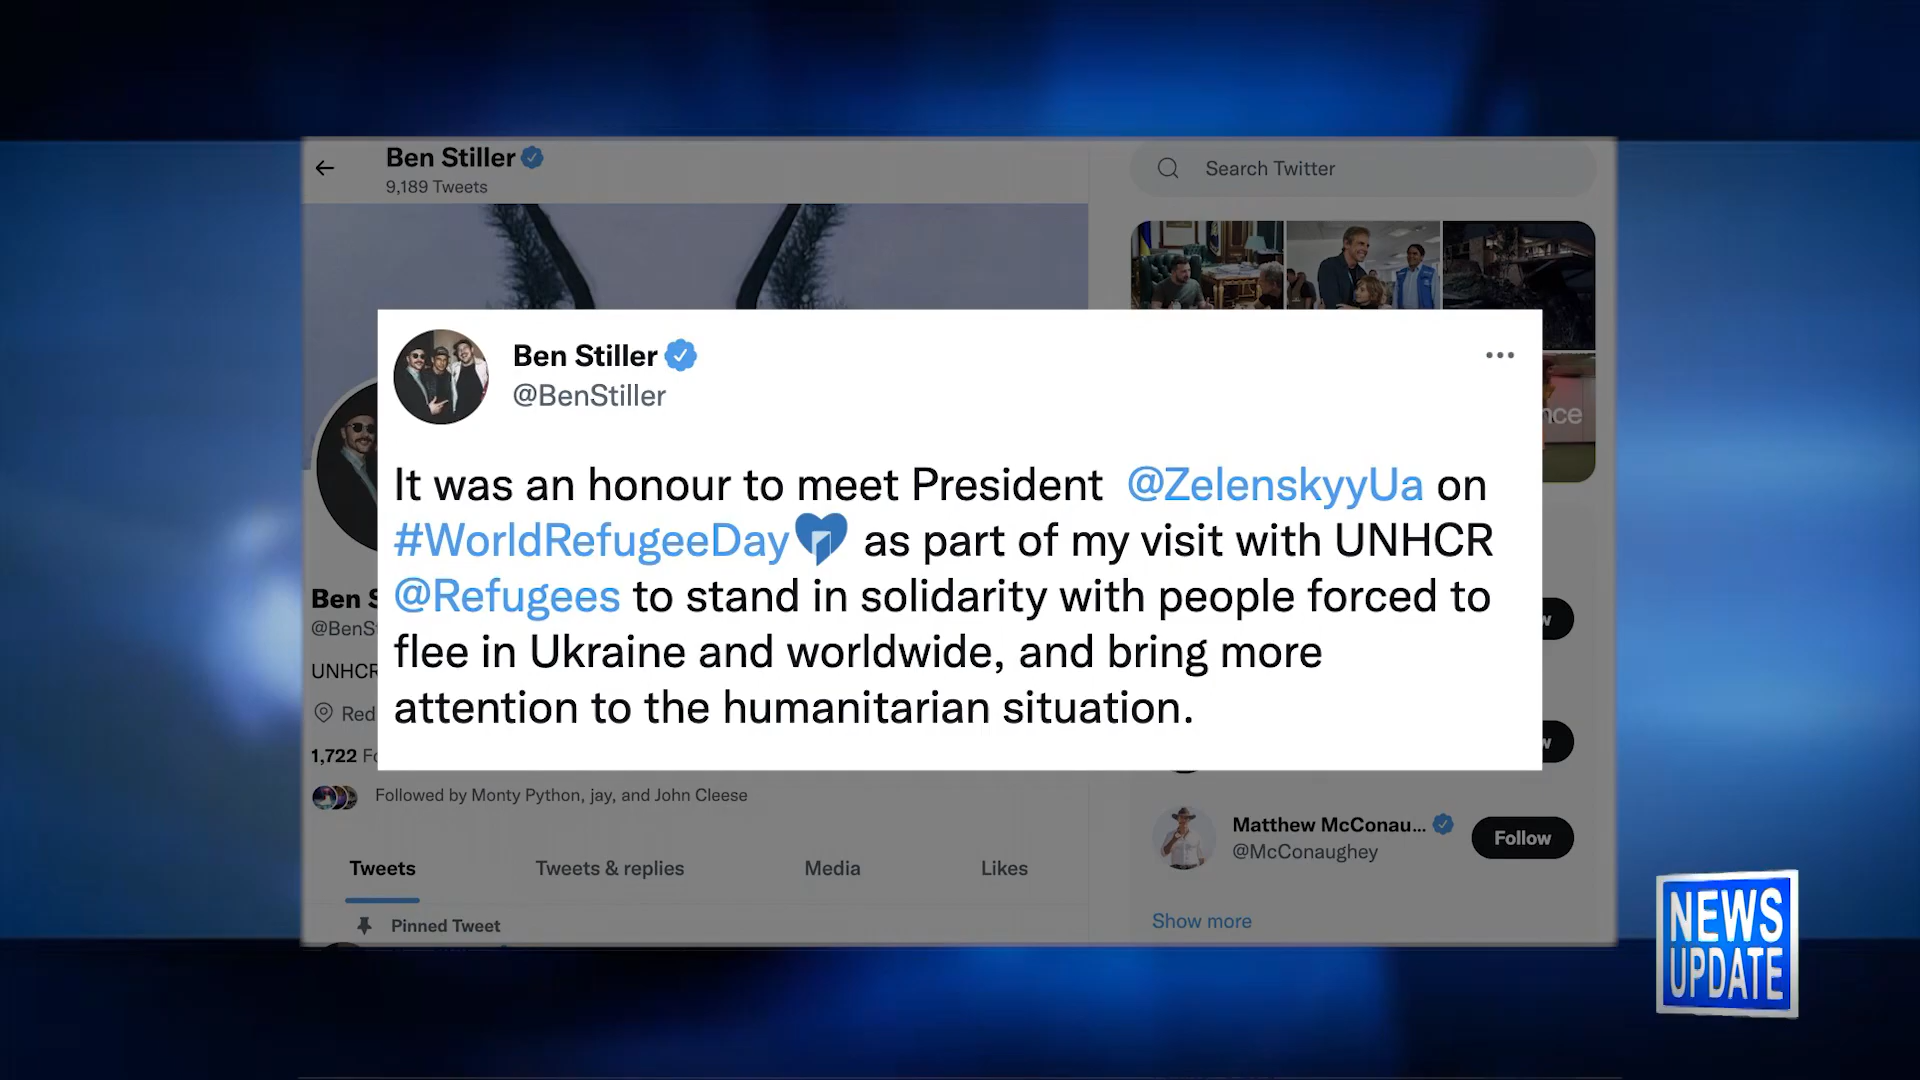 Ben Stiller
9,189 Tweets
Search Twitter
Ben Stiller
@BenStiller
It was an honour to meet President @ZelenskyyUa on
#WorldRefugeeDay as part of my visit with UNHCR
@Refugees to stand in solidarity with people forced to
flee in Ukraine and worldwide, and bring more
attention to the humanitarian situation.
Ben S
@BenS
UNHCR
Red
1,722 Fo
Followed by Monty Python, jay, and John Cleese
Tweets
Tweets & replies
Media
Likes
Pinned Tweet
nce
w
w
Matthew McConau...
@McConaughey
Follow
Show more
NEWS
UPDATE